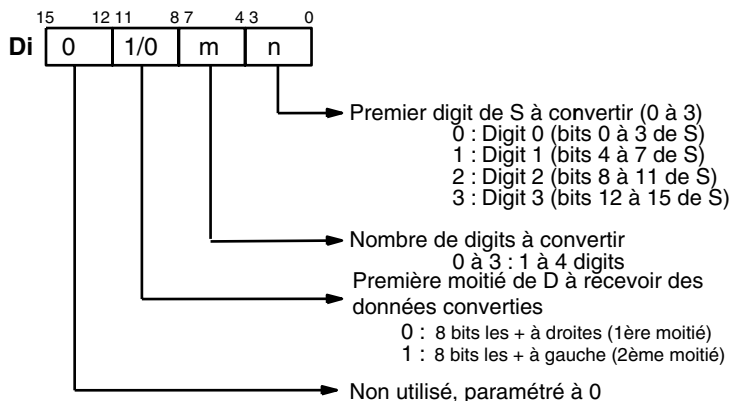 15 12 11 8 7 4 3 0
Di 0 1/0 m n
Premier digit de S à convertir (0 à 3)
0 : Digit 0 (bits 0 à 3 de S)
1 : Digit 1 (bits 4 à 7 de S)
2 : Digit 2 (bits 8 à 11 de S)
3 : Digit 3 (bits 12 à 15 de S)
Nombre de digits à convertir
0 à 3 : 1 à 4 digits
Première moitié de D à recevoir des
données converties
0 : 8 bits les + à droites (1ère moitié)
1 : 8 bits les + à gauche (2ème moitié)
Non utilisé, paramétré à 0